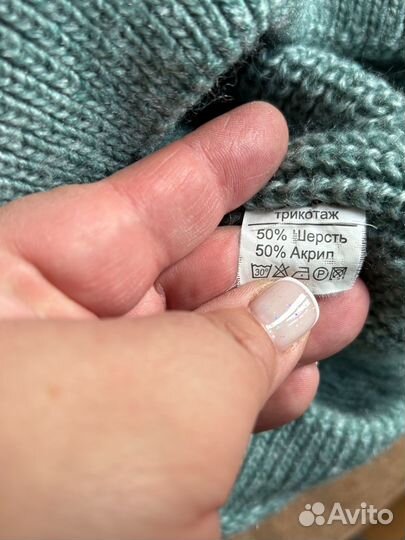 трикотаж
50% Шерсть
50% Акрил
30° P
Avito